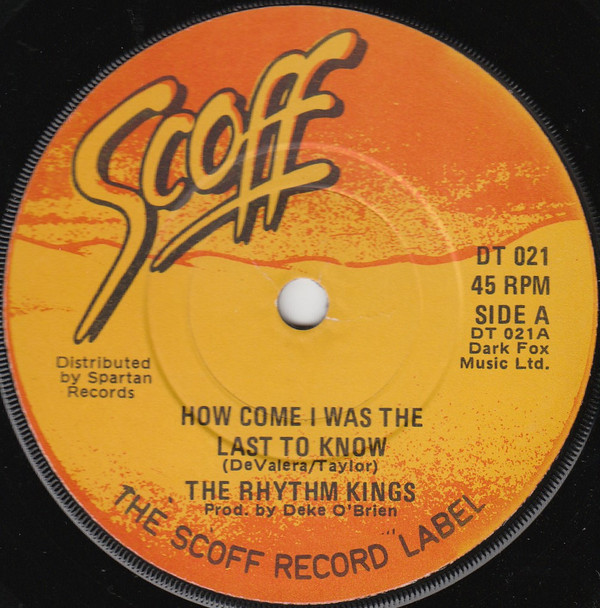 Scoff
DT 021
45 RPM
SIDE A
DT 021A
Dark Fox
Music Ltd.
Distributed
by Spartan
Records
HOW COME I WAS THE
LAST TO KNOW
(DeValera/Taylor)
THE RHYTHM KINGS
Prod. by Deke O'Brien
THE SCOFF RECORD LABEL